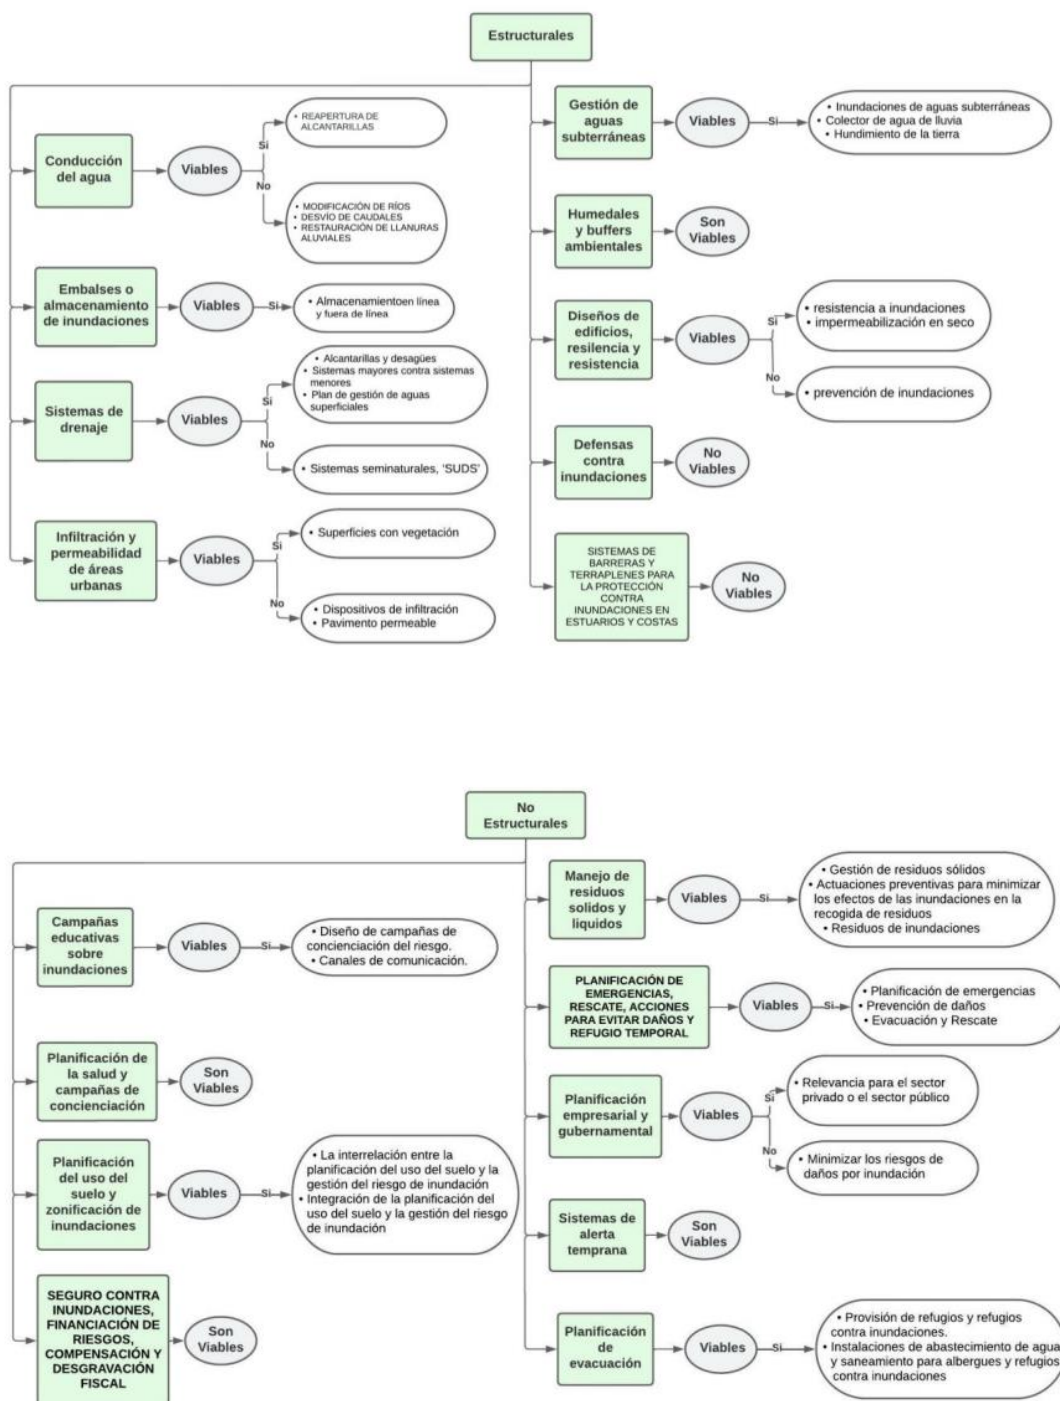 Estructurales
Conducción
del agua
Viables
Si
• REAPERTURA DE
ALCANTARILLAS
No
• MODIFICACIÓN DE RÍOS
• DESVÍO DE CAUDALES
• RESTAURACIÓN DE LLANURAS
ALUVIALES
Embalses o
almacenamiento
de inundaciones
Viables
Si
• Almacenamientoen línea
y fuera de línea
Sistemas de
drenaje
Viables
Si
• Alcantarillas y desagües
• Sistemas mayores contra sistemas
menores
• Plan de gestión de aguas
superficiales
No
• Sistemas seminaturales, 'SUDS'
Infiltración y
permeabilidad
de áreas
urbanas
Viables
Si
• Superficies con vegetación
No
• Dispositivos de infiltración
• Pavimento permeable
Gestión de
aguas
subterráneas
Viables
Si
• Inundaciones de aguas subterráneas
• Colector de agua de lluvia
• Hundimiento de la tierra
Humedales
y buffers
ambientales
Son
Viables
Diseños de
edificios,
resilencia y
resistencia
Viables
Si
• resistencia a inundaciones
• impermeabilización en seco
No
• prevención de inundaciones
Defensas
contra
inundaciones
No
Viables
SISTEMAS DE
BARRERAS Y
TERRAPLENES PARA
LA PROTECCIÓN
CONTRA
INUNDACIONES EN
ESTUARIOS Y COSTAS
No
Viables
No
Estructurales
Campañas
educativas
sobre
inundaciones
Viables
Si
• Diseño de campañas de
concienciación del riesgo.
• Canales de comunicación.
Planificación de
la salud y
campañas de
concienciación
Son
Viables
Planificación
del uso del
suelo y
zonificación de
inundaciones
Viables
Si
• La interrelación entre la
planificación del uso del suelo y la
gestión del riesgo de inundación
• Integración de la planificación del
uso del suelo y la gestión del riesgo
de inundación
SEGURO CONTRA
INUNDACIONES,
FINANCIACIÓN DE
RIESGOS,
COMPENSACIÓN Y
DESGRAVACIÓN
FISCAL
Son
Viables
Manejo de
residuos
solidos y
liquidos
Viables
Si
• Gestión de residuos sólidos
• Actuaciones preventivas para minimizar
los efectos de las inundaciones en la
recogida de residuos
• Residuos de inundaciones
PLANIFICACIÓN DE
EMERGENCIAS,
RESCATE, ACCIONES
PARA EVITAR DAÑOS Y
REFUGIO TEMPORAL
Viables
Si
• Planificación de emergencias
• Prevención de daños
• Evacuación y Rescate
Planificación
empresarial y
gubernamental
Viables
Si
• Relevancia para el sector
privado o el sector público
No
• Minimizar los riesgos de
daños por inundación
Sistemas de
alerta
temprana
Son
Viables
Planificación
de
evacuación
Viables
Si
• Provisión de refugios y refugios
contra inundaciones.
• Instalaciones de abastecimiento de agua
y saneamiento para albergues y refugios
contra inundaciones